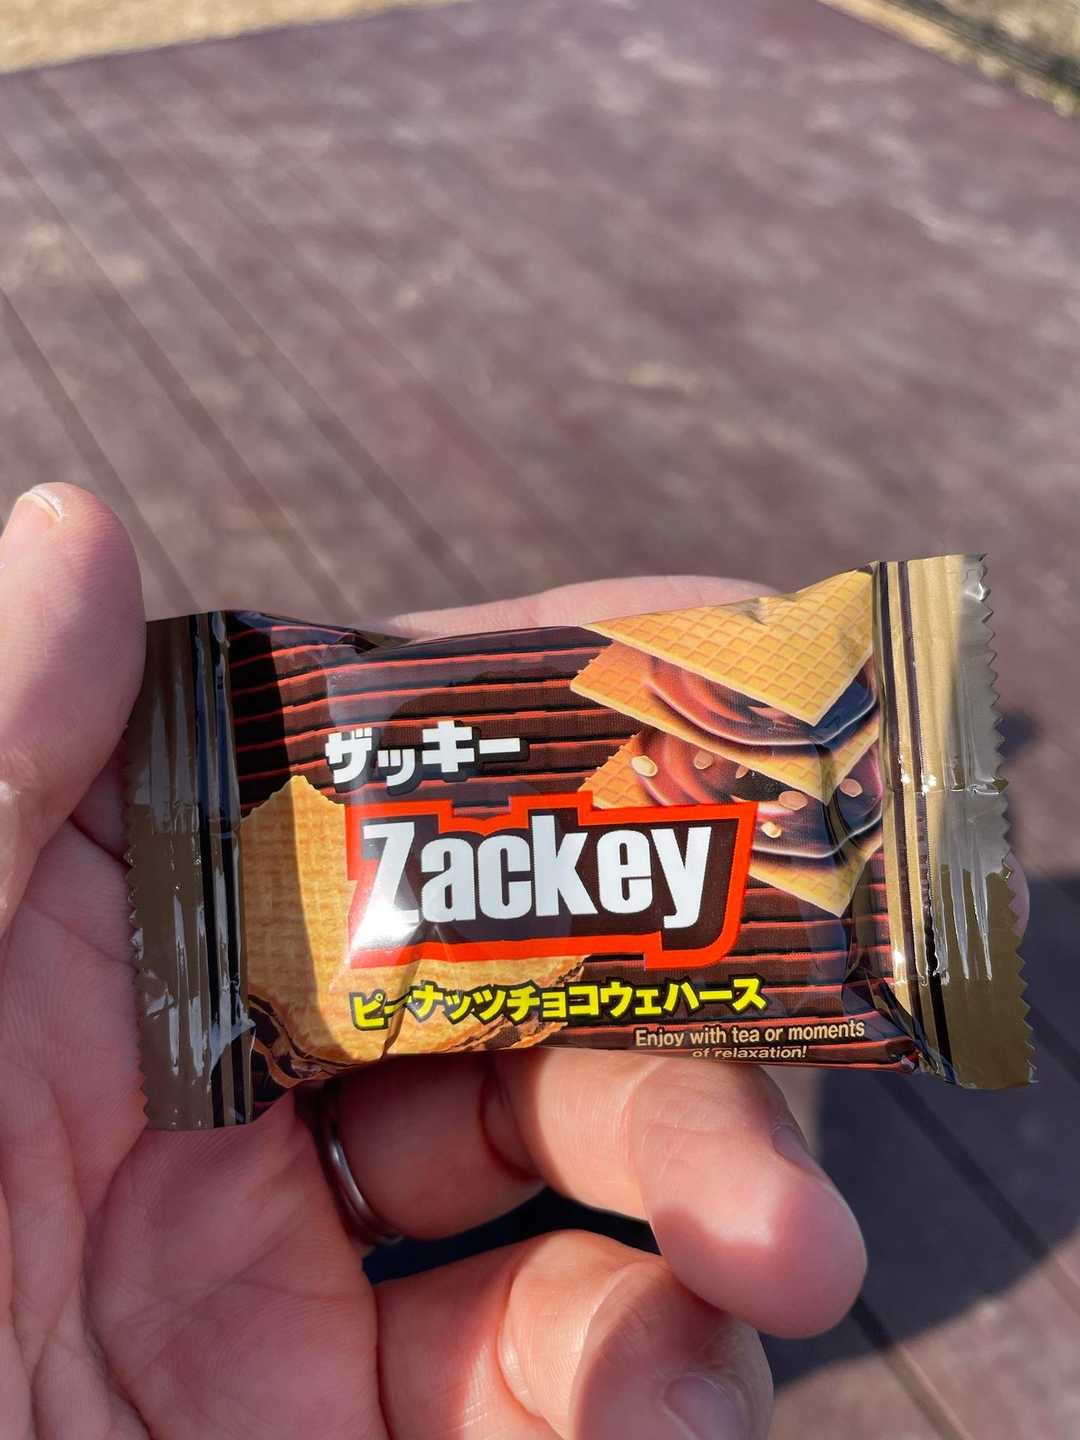 ザッキー
Zackey
ピーナッツチョコウェハース
Enjoy with tea or moments
of relaxation!